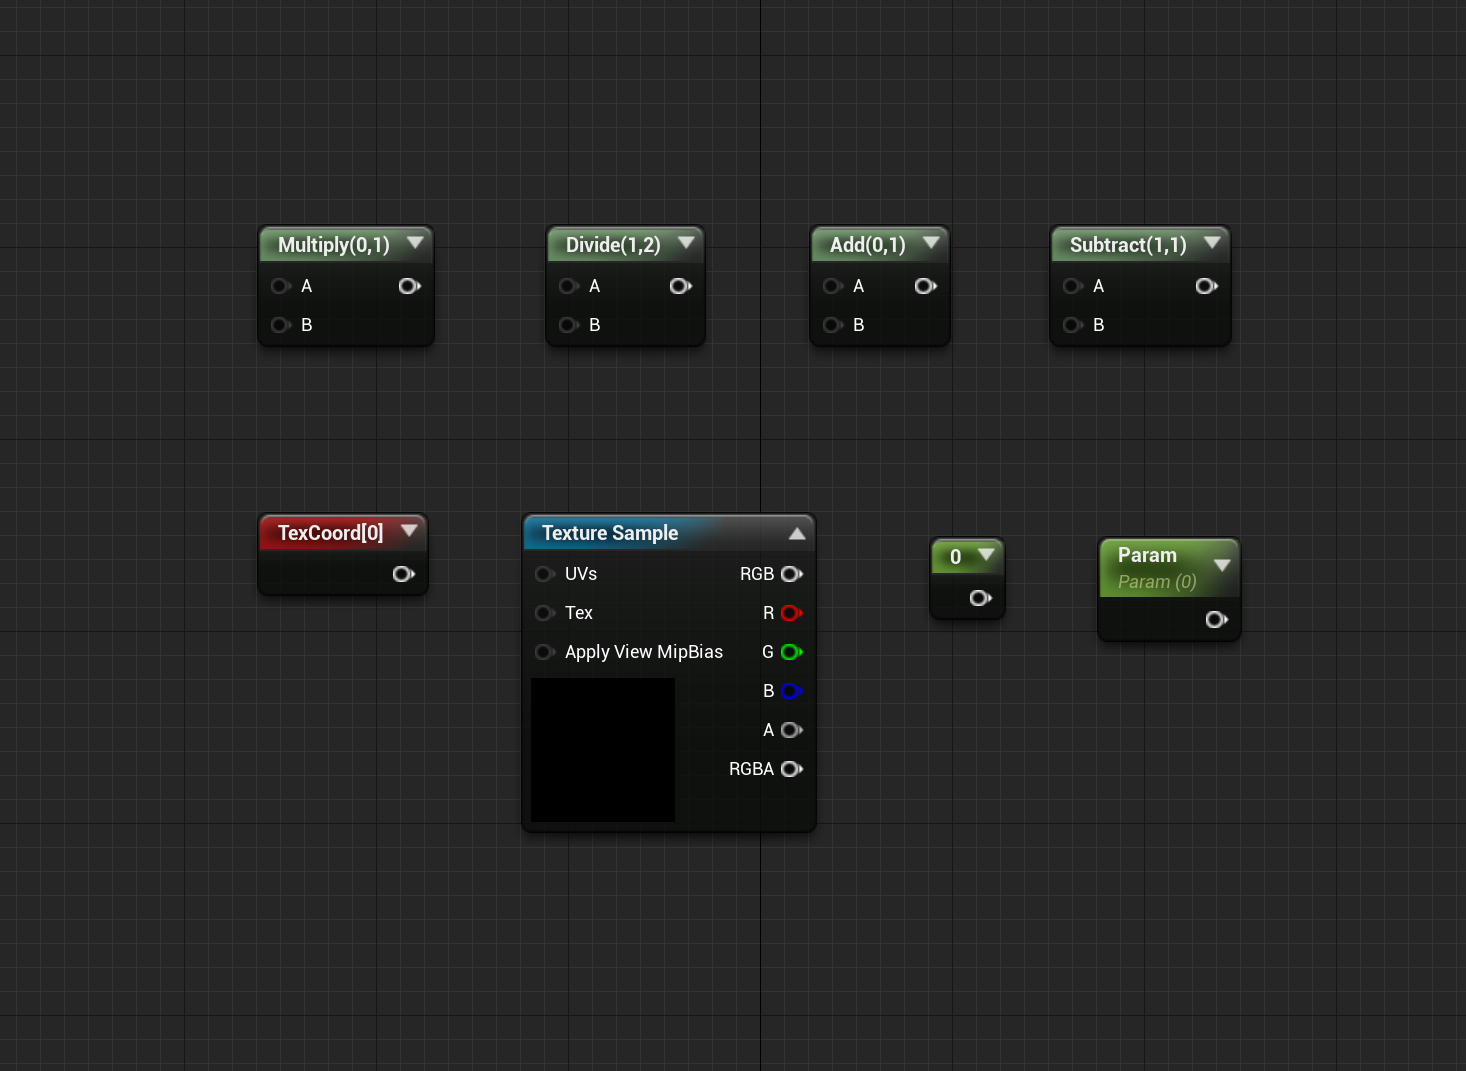 Multiply(0,1)
A
B
Divide(1,2)
A
B
Add(0,1)
A
B
Subtract(1,1)
A
B
TexCoord[0]
Texture Sample
UVs RGB
Tex R
Apply View MipBias G
B
A
RGBA
0
Param
Param (0)